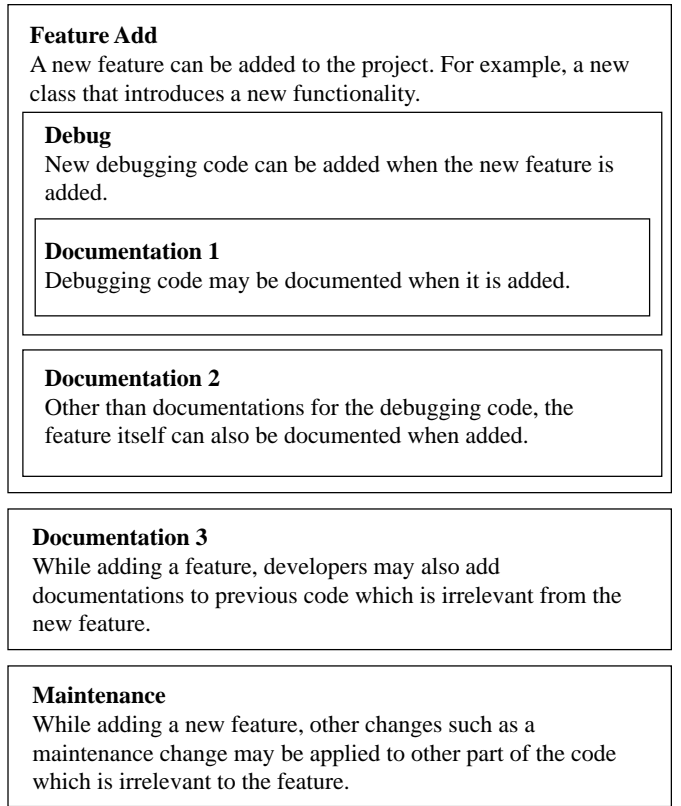 Feature Add
A new feature can be added to the project. For example, a new
class that introduces a new functionality.
Debug
New debugging code can be added when the new feature is
added.
Documentation 1
Debugging code may be documented when it is added.
Documentation 2
Other than documentations for the debugging code, the
feature itself can also be documented when added.
Documentation 3
While adding a feature, developers may also add
documentations to previous code which is irrelevant from the
new feature.
Maintenance
While adding a new feature, other changes such as a
maintenance change may be applied to other part of the code
which is irrelevant to the feature.